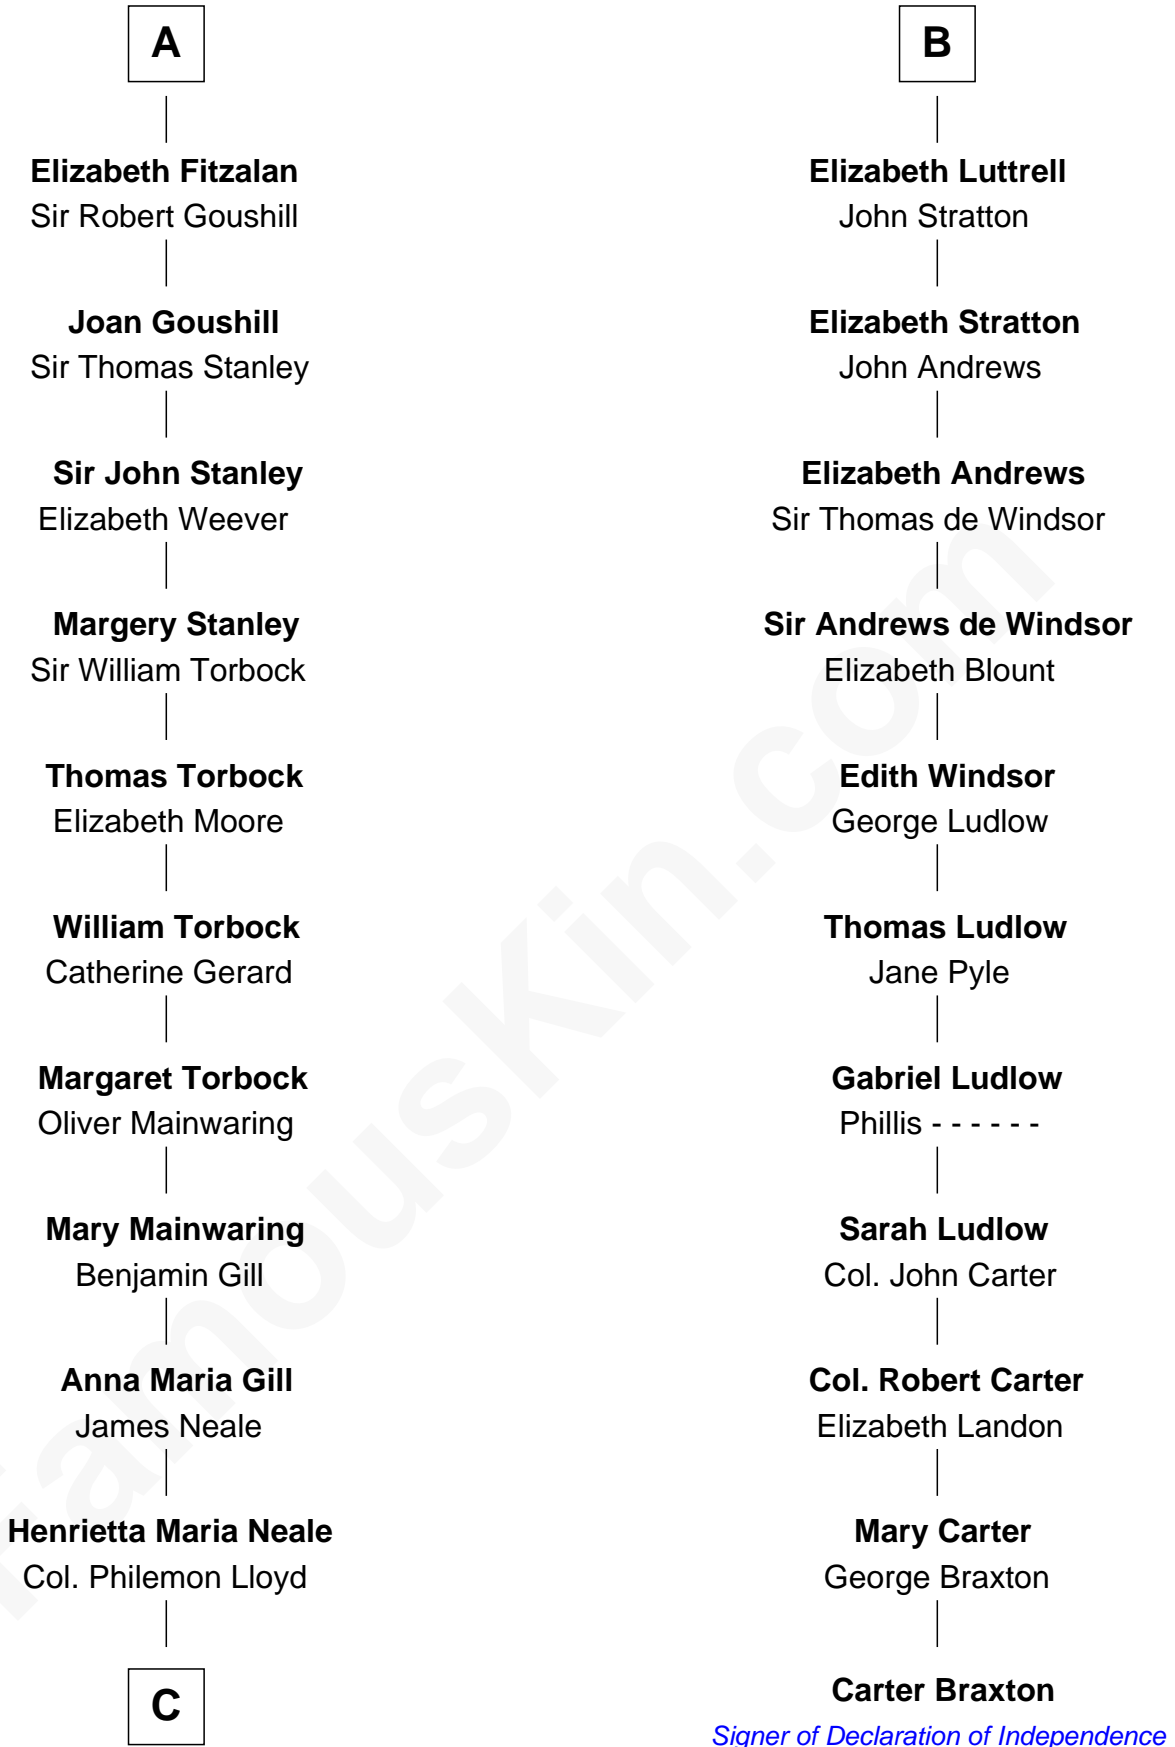 A
Elizabeth Fitzalan
Sir Robert Goushill
Joan Goushill
Sir Thomas Stanley
Sir John Stanley
Elizabeth Weever
Margery Stanley
Sir William Torbock
Thomas Torbock
Elizabeth Moore
William Torbock
Catherine Gerard
Margaret Torbock
Oliver Mainwaring
Mary Mainwaring
Benjamin Gill
Anna Maria Gill
James Neale
Henrietta Maria Neale
Col. Philemon Lloyd
C
B
Elizabeth Luttrell
John Stratton
Elizabeth Stratton
John Andrews
Elizabeth Andrews
Sir Thomas de Windsor
Sir Andrews de Windsor
Elizabeth Blount
Edith Windsor
George Ludlow
Thomas Ludlow
Jane Pyle
Gabriel Ludlow
Phillis - - - - - -
Sarah Ludlow
Col. John Carter
Col. Robert Carter
Elizabeth Landon
Mary Carter
George Braxton
Carter Braxton
Signer of Declaration of Independence
FamousKin.com